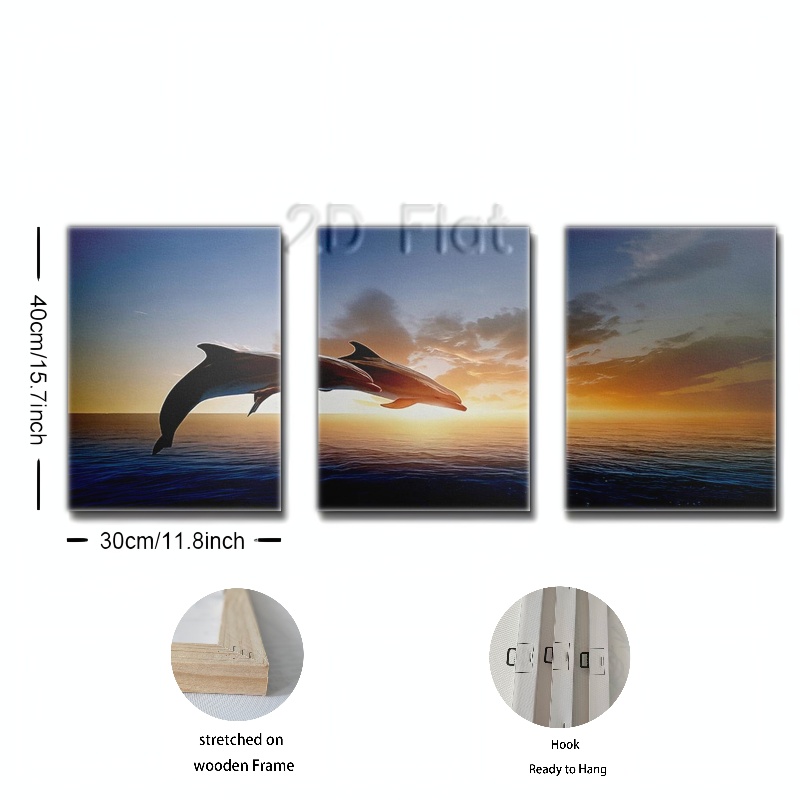 2D Flat
40cm/15.7inch
30cm/11.8inch
stretched on
wooden Frame
Hook
Ready to Hang